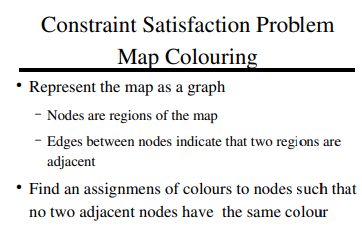 Constraint Satisfaction Problem
Map Colouring
• Represent the map as a graph
– Nodes are regions of the map
– Edges between nodes indicate that two regions are
adjacent
• Find an assignmens of colours to nodes such that
no two adjacent nodes have the same colour